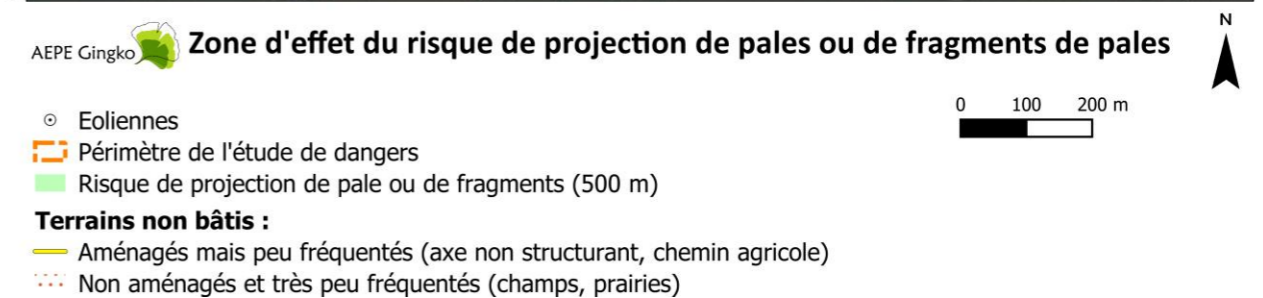 N
AEPE Gingko Zone d'effet du risque de projection de pales ou de fragments de pales
0 100 200 m
Eoliennes
Périmètre de l'étude de dangers
Risque de projection de pale ou de fragments (500 m)
Terrains non bâtis :
Aménagés mais peu fréquentés (axe non structurant, chemin agricole)
Non aménagés et très peu fréquentés (champs, prairies)